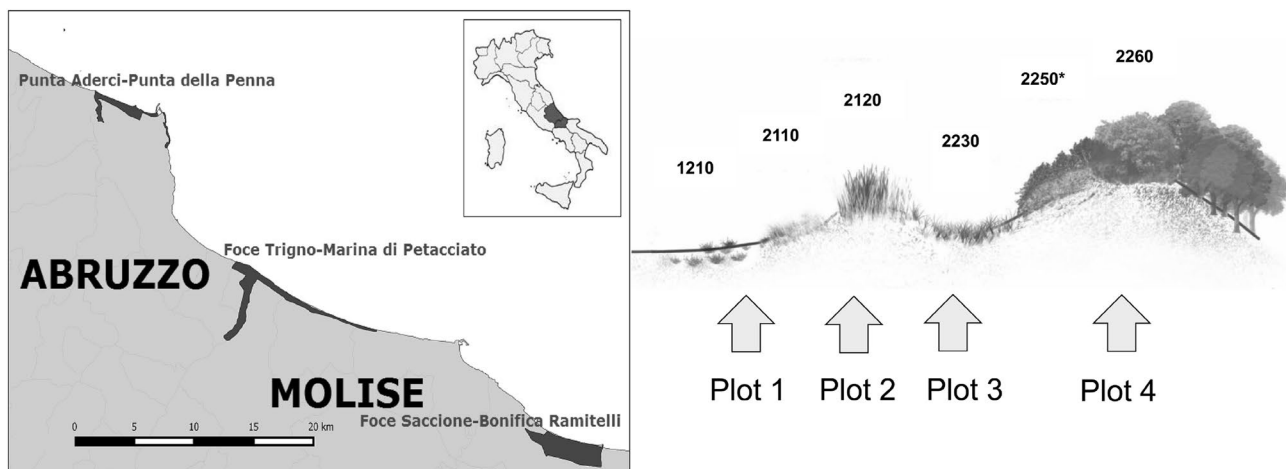 Punta Aderci-Punta della Penna
Foce Trigno-Marina di Petacciato
ABRUZZO
MOLISE
Foce Saccione-Bonifica Ramitelli
0 5 10 15 20 km
2250* 2260
2120
2110
2230
1210
Plot 1 Plot 2 Plot 3 Plot 4